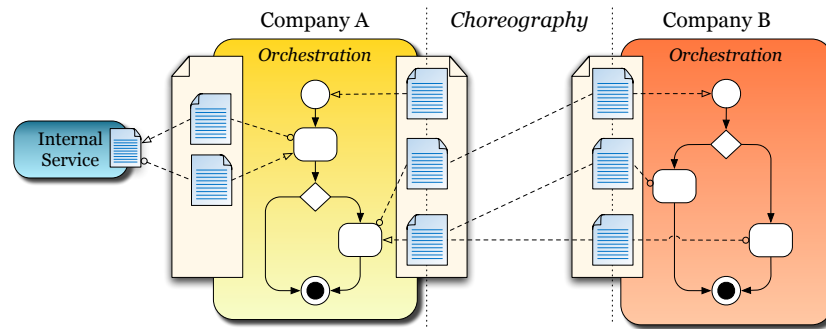 Company A
Choreography
Company B
Orchestration
Orchestration
Internal
Service